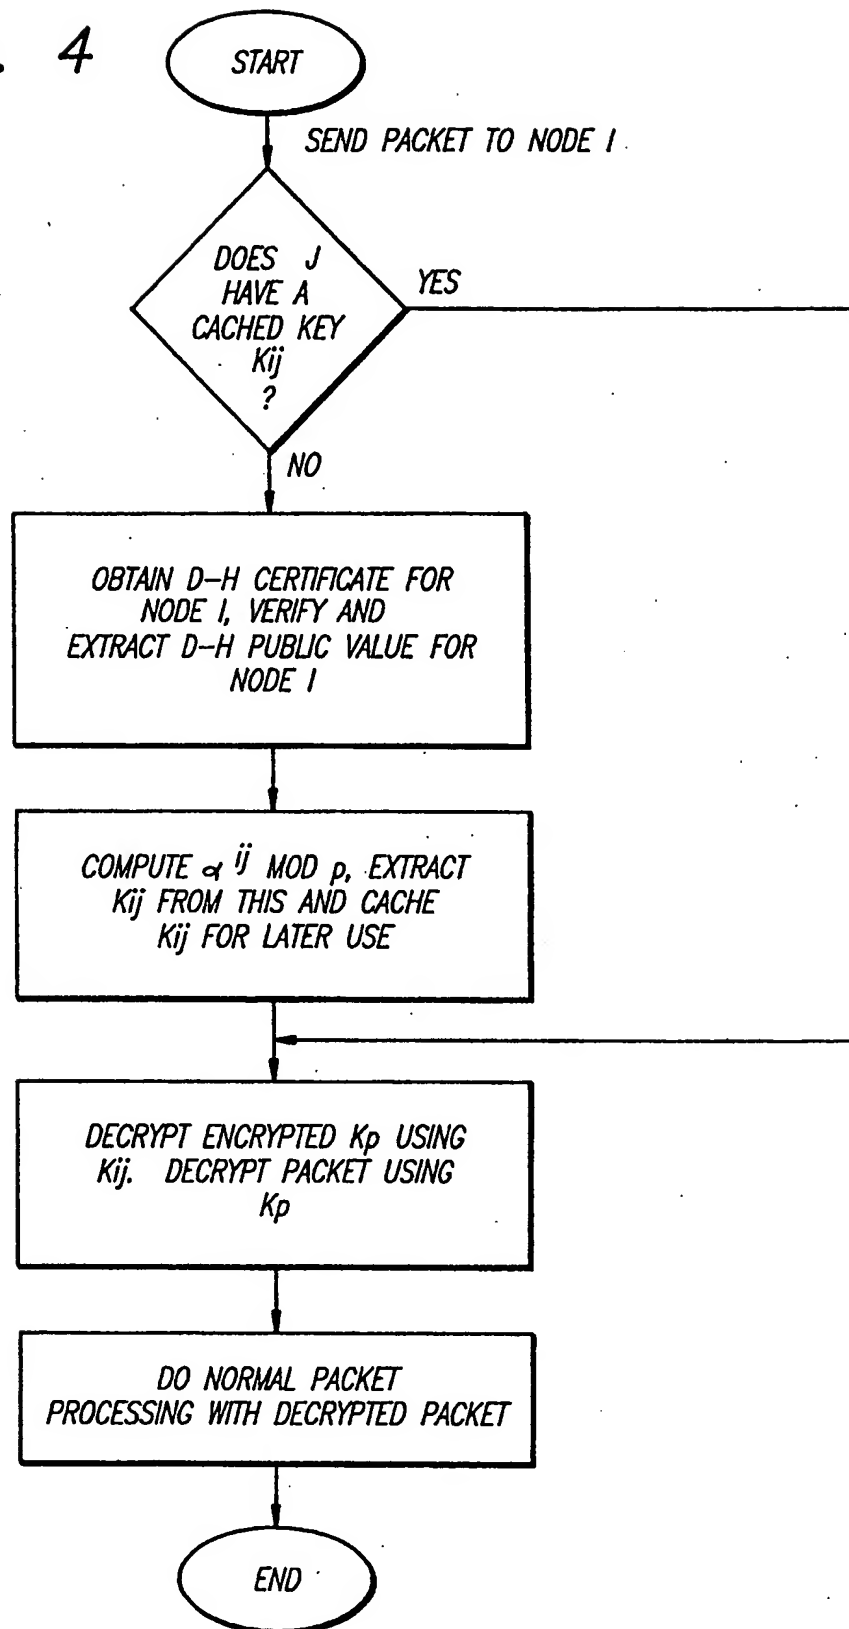 . 4
START
SEND PACKET TO NODE I
DOES J
HAVE A
CACHED KEY
Kij
?
YES
NO
OBTAIN D-H CERTIFICATE FOR
NODE I, VERIFY AND
EXTRACT D-H PUBLIC VALUE FOR
NODE I
COMPUTE α^ij MOD p, EXTRACT
Kij FROM THIS AND CACHE
Kij FOR LATER USE
DECRYPT ENCRYPTED Kp USING
Kij. DECRYPT PACKET USING
Kp
DO NORMAL PACKET
PROCESSING WITH DECRYPTED PACKET
END